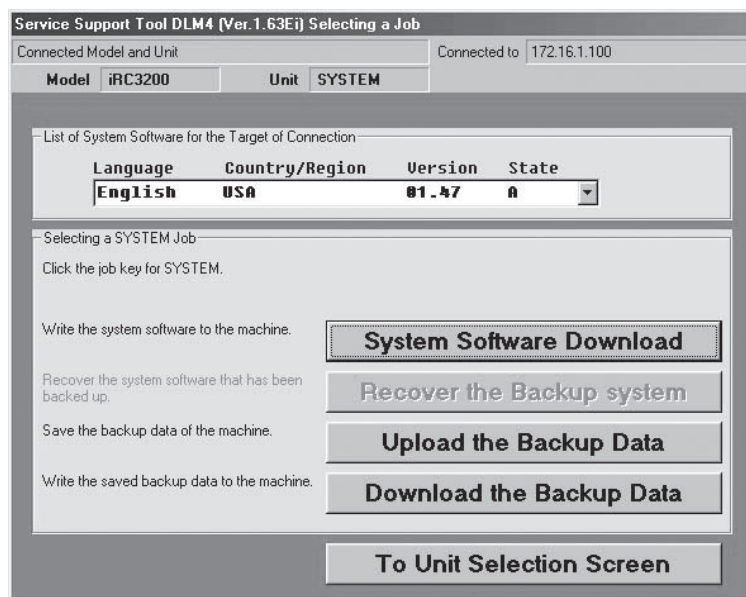 Service Support Tool DLM4 (Ver.1.63Ei) Selecting a Job
Connected Model and Unit
Connected to 172.16.1.100
Model iRC3200 Unit SYSTEM
List of System Software for the Target of Connection
Language Country/Region Version State
English USA 01.47 A
Selecting a SYSTEM Job
Click the job key for SYSTEM.
Write the system software to the machine.
System Software Download
Recover the system software that has been
backed up.
Recover the Backup system
Save the backup data of the machine.
Upload the Backup Data
Write the saved backup data to the machine.
Download the Backup Data
To Unit Selection Screen